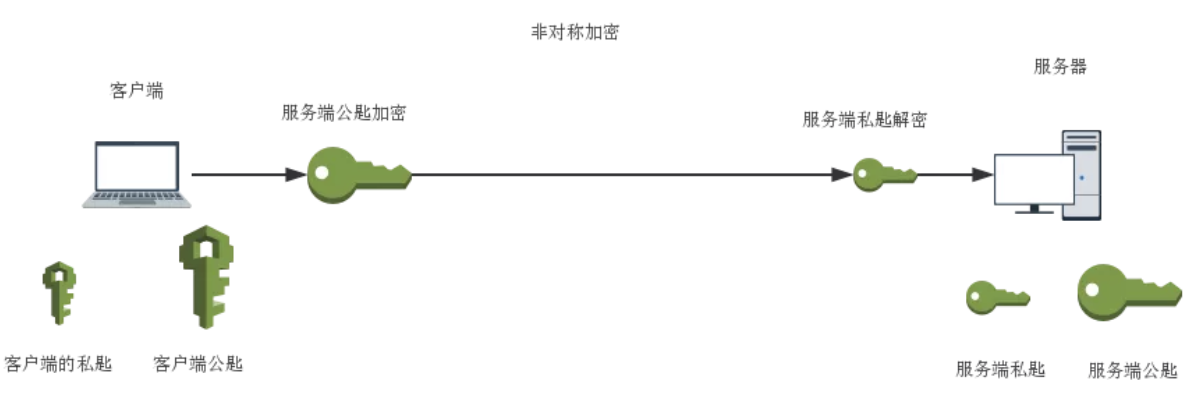 非对称加密
服务器
客户端
服务端公匙加密
服务端私匙解密
客户端的私匙
客户端公匙
服务端私匙
服务端公匙